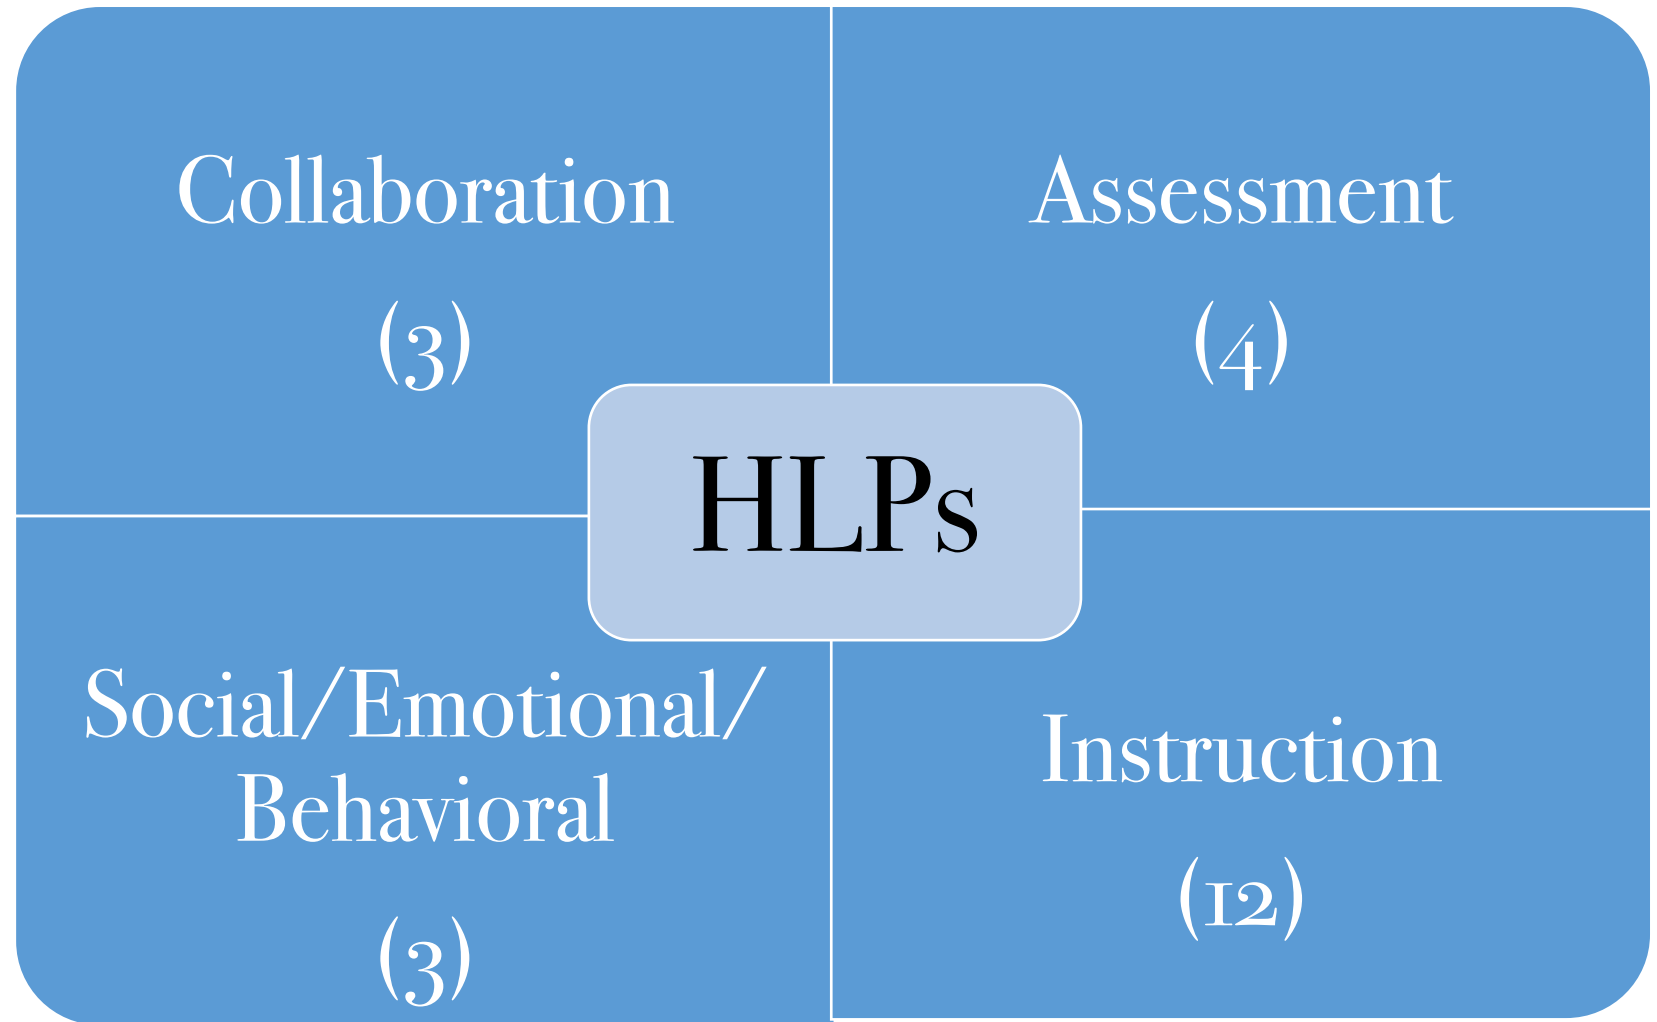 Collaboration
(3)
Assessment
(4)
HLPs
Social/Emotional/
Behavioral
(3)
Instruction
(12)